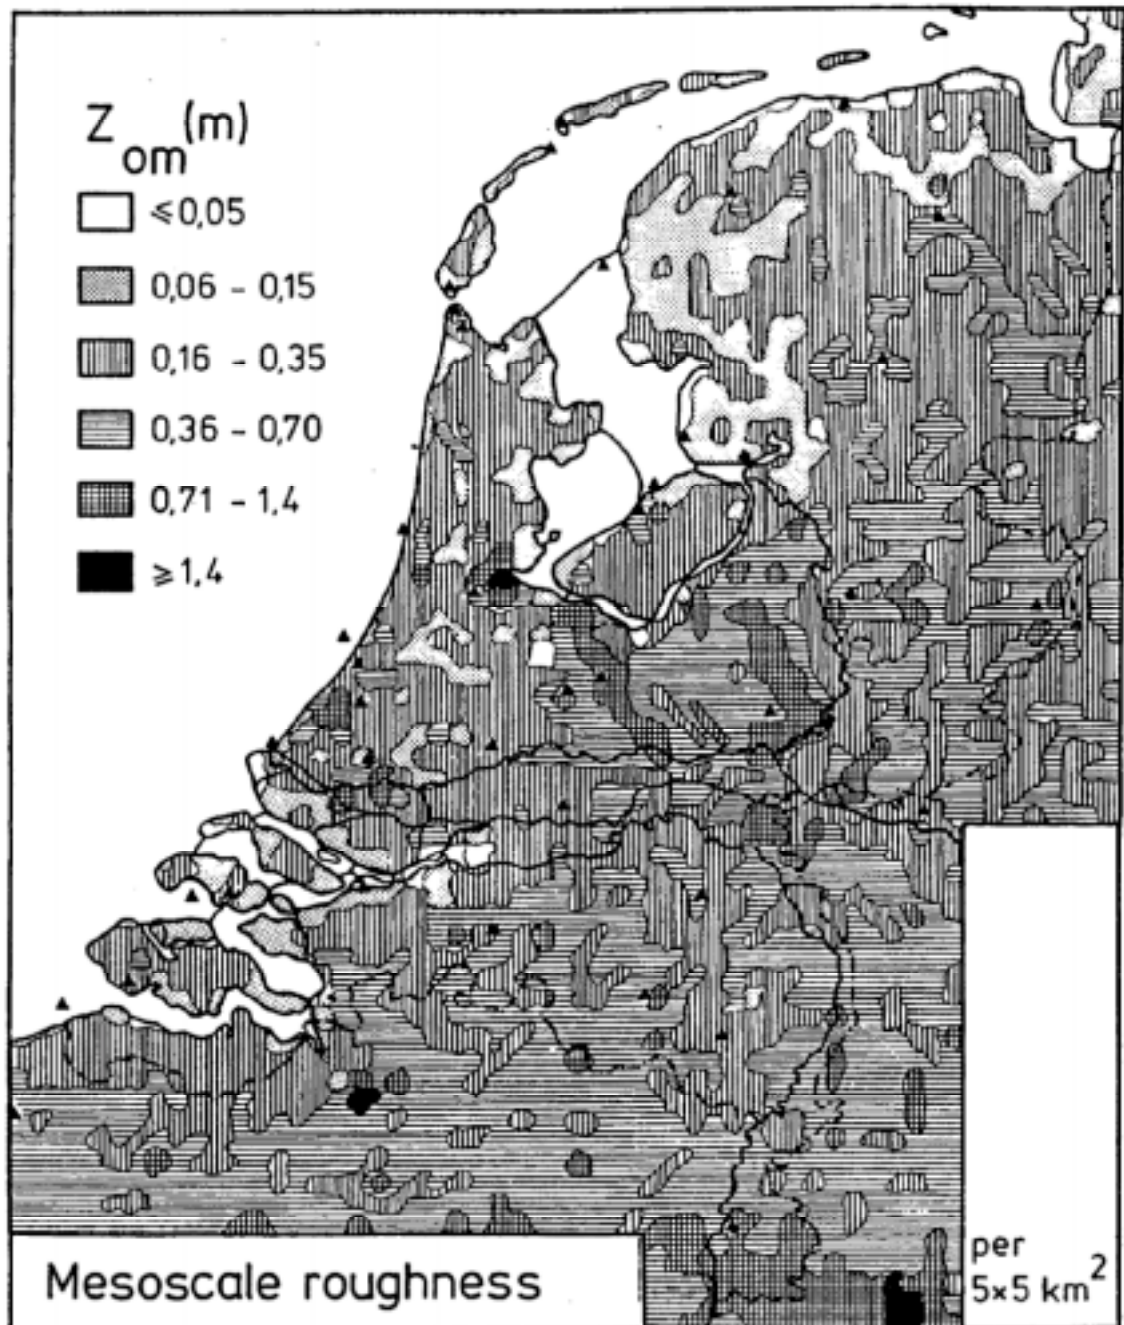 Zom (m)
≤0,05
0,06 - 0,15
0,16 - 0,35
0,36 - 0,70
0,71 - 1,4
≥1,4
Mesoscale roughness
per
5×5 km²